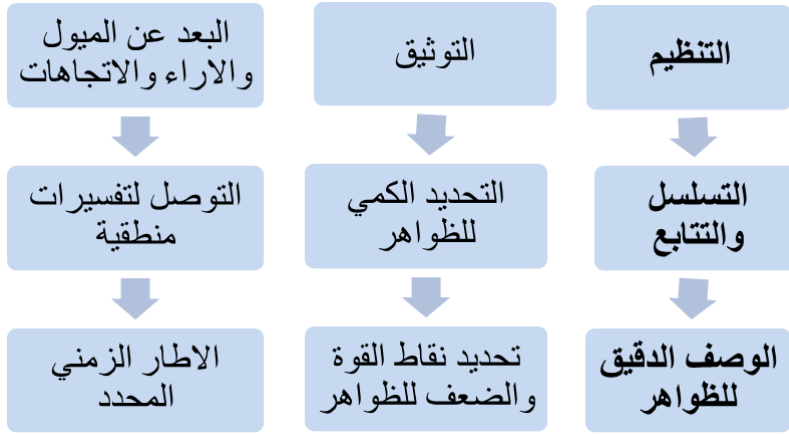 التنظيم
التسلسل
والتتابع
الوصف الدقيق
للظواهر
التوثيق
التحديد الكمي
للظواهر
تحديد نقاط القوة
والضعف للظواهر
البعد عن الميول
والاراء والاتجاهات
التوصل لتفسيرات
منطقية
الاطار الزمني
المحدد